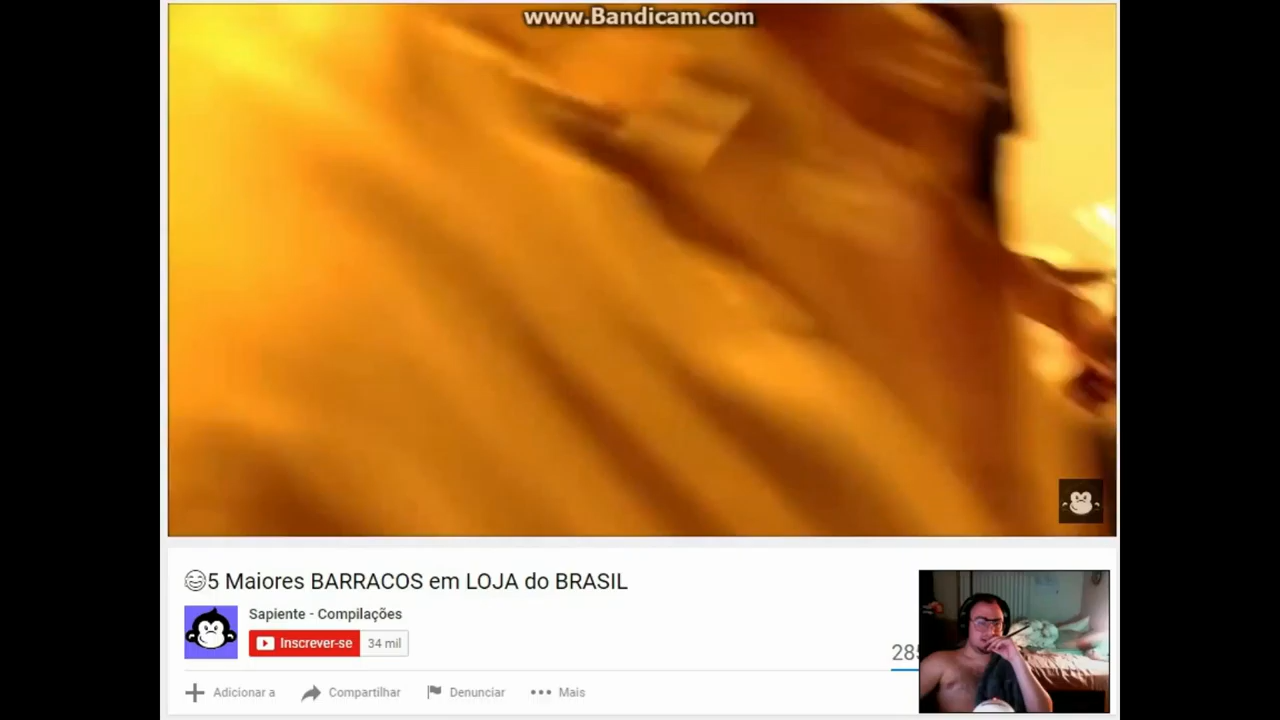 www.Bandicam.com
😂5 Maiores BARRACOS em LOJA do BRASIL
Sapiente - Compilações
Inscrever-se 34 mil
285
Adicionar a Compartilhar Denunciar Mais